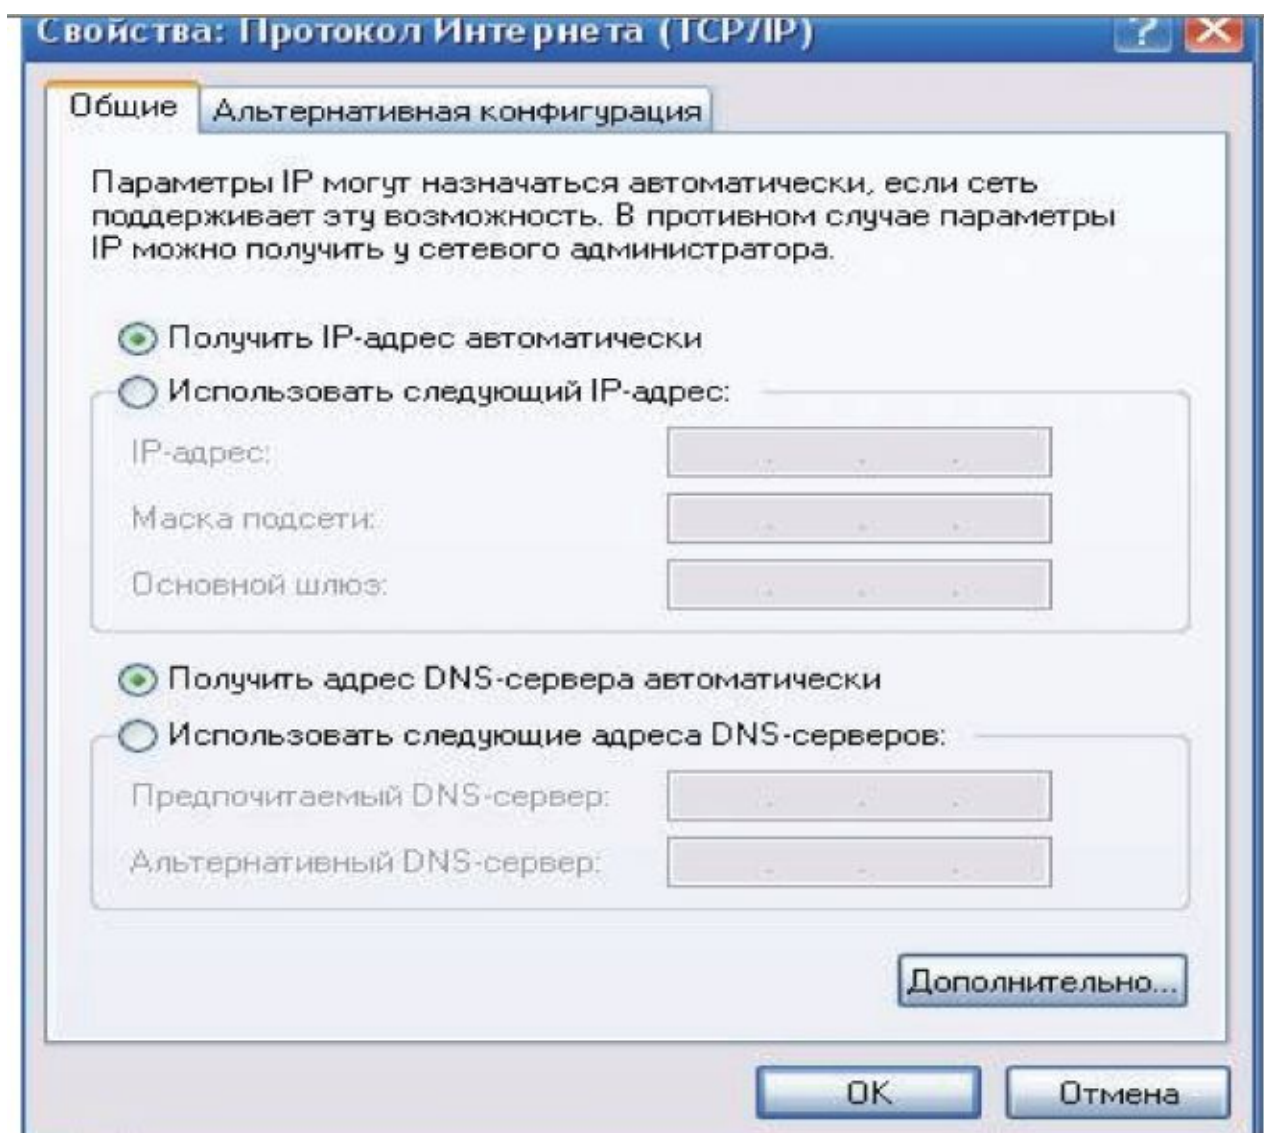 Свойства: Протокол Интернета (TCP/IP)
Общие
Альтернативная конфигурация
Параметры IP могут назначаться автоматически, если сеть
поддерживает эту возможность. В противном случае параметры
IP можно получить у сетевого администратора.
Получить IP-адрес автоматически
Использовать следующий IP-адрес:
IP-адрес:
Маска подсети:
Основной шлюз:
Получить адрес DNS-сервера автоматически
Использовать следующие адреса DNS-серверов:
Предпочитаемый DNS-сервер:
Альтернативный DNS-сервер:
Дополнительно...
OK
Отмена